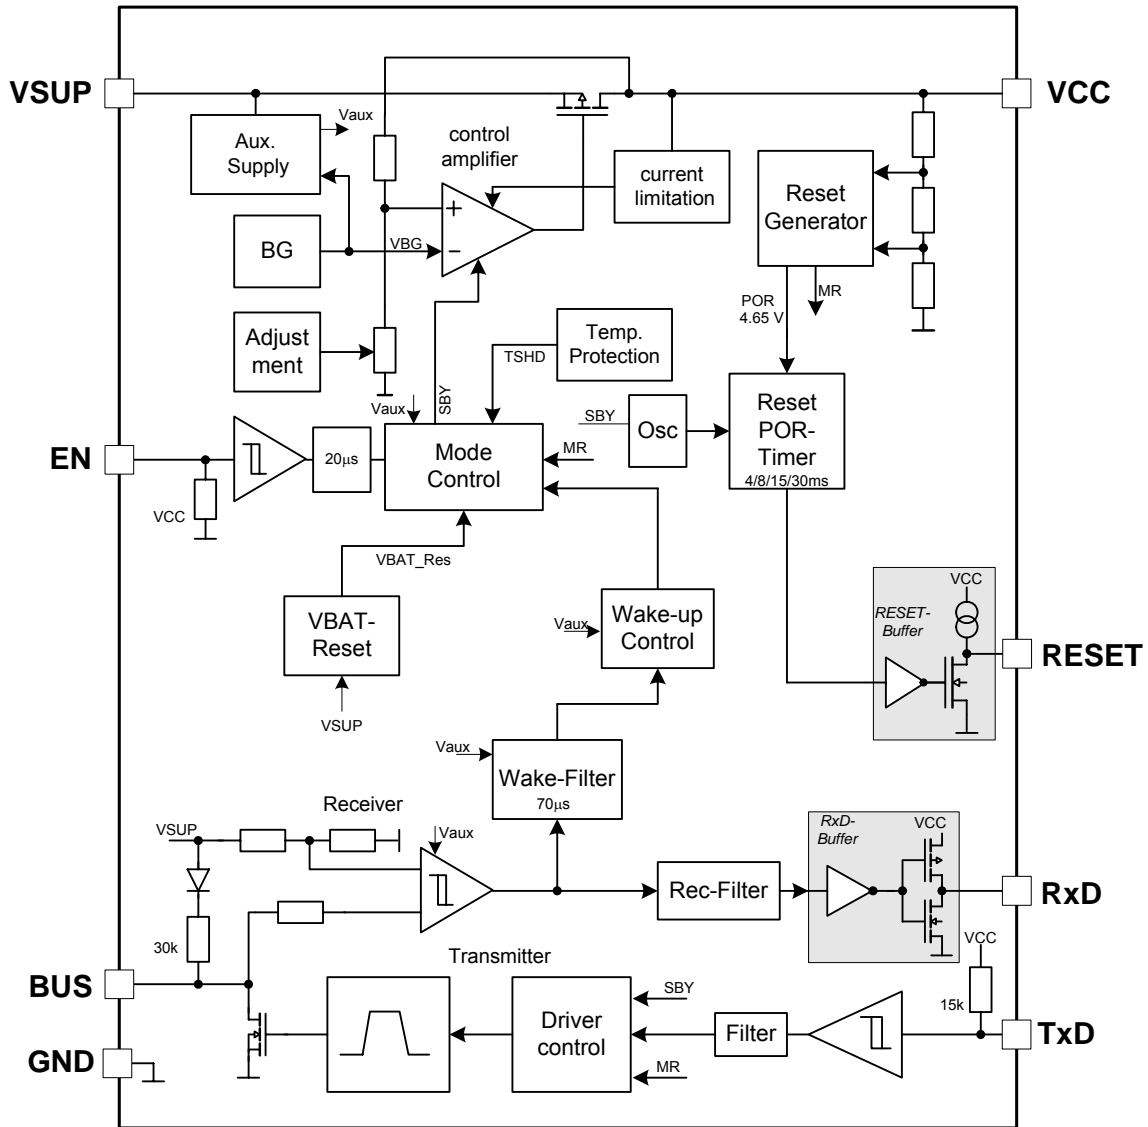 VSUP
VCC
Vaux
Aux.
Supply
control
amplifier
current
limitation
Reset
Generator
+
BG
VBG
−
POR
4.65 V
MR
Adjust
ment
Temp.
Protection
TSHD
SBY
Vaux
SBY
Osc
Reset
POR-
Timer
4/8/15/30ms
EN
20µs
Mode
Control
MR
VCC
VBAT_Res
VBAT-
Reset
VSUP
Wake-up
Control
Vaux
VCC
RESET-
Buffer
RESET
Vaux
Wake-Filter
70µs
Receiver
VSUP
Vaux
RxD-
Buffer
VCC
Rec-Filter
RxD
30k
Transmitter
VCC
BUS
SBY
15k
Driver
control
Filter
TxD
GND
MR